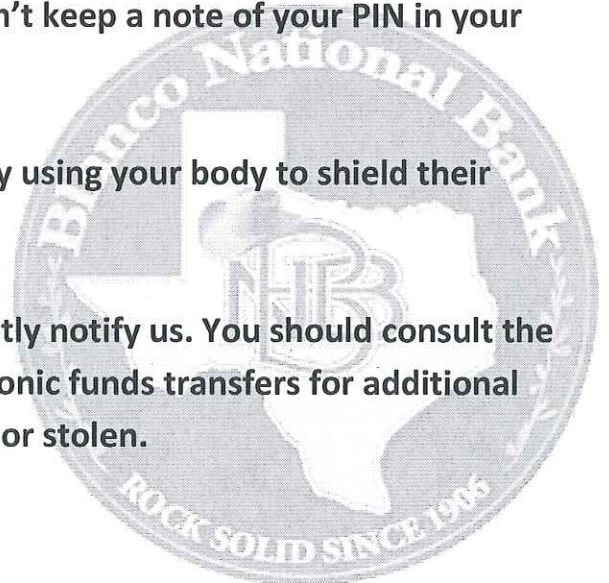 n't keep a note of your PIN in your
y using your body to shield their
tly notify us. You should consult the
onic funds transfers for additional
or stolen.
Blanco National Bank
BNB
ROCK SOLID SINCE 1906